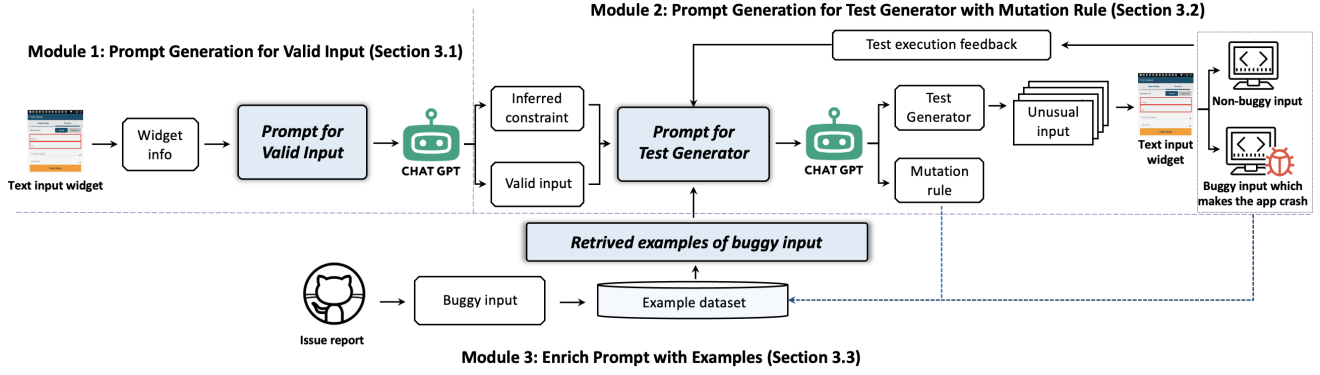 Module 2: Prompt Generation for Test Generator with Mutation Rule (Section 3.2)
Module 1: Prompt Generation for Valid Input (Section 3.1)
Test execution feedback
Text input widget
Widget
info
Prompt for
Valid Input
CHAT GPT
Inferred
constraint
Valid input
Prompt for
Test Generator
CHAT GPT
Test
Generator
Mutation
rule
Unusual
input
Text input
widget
Non-buggy input
Buggy input which
makes the app crash
Retrived examples of buggy input
Issue report
Buggy input
Example dataset
Module 3: Enrich Prompt with Examples (Section 3.3)